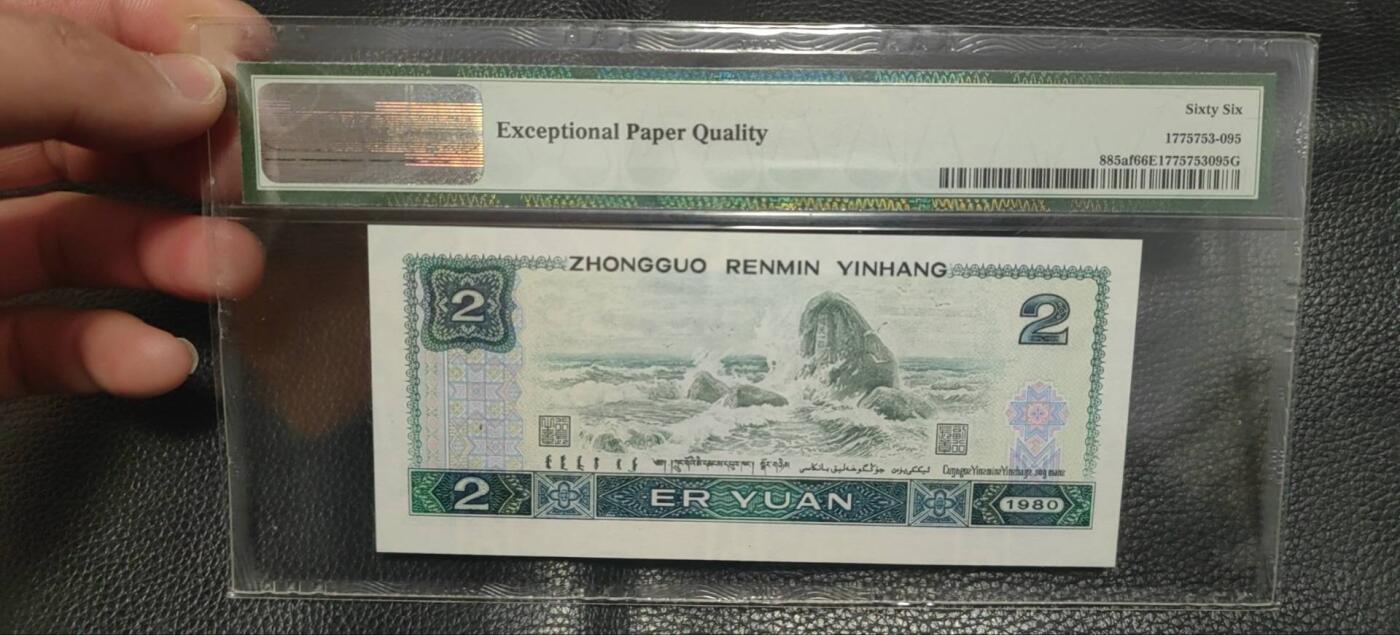 Exceptional Paper Quality
Sixty Six
1775753-095
885af66E1775753095G
ZHONGGUO RENMIN YINHANG
2
2
2
ER YUAN
1980